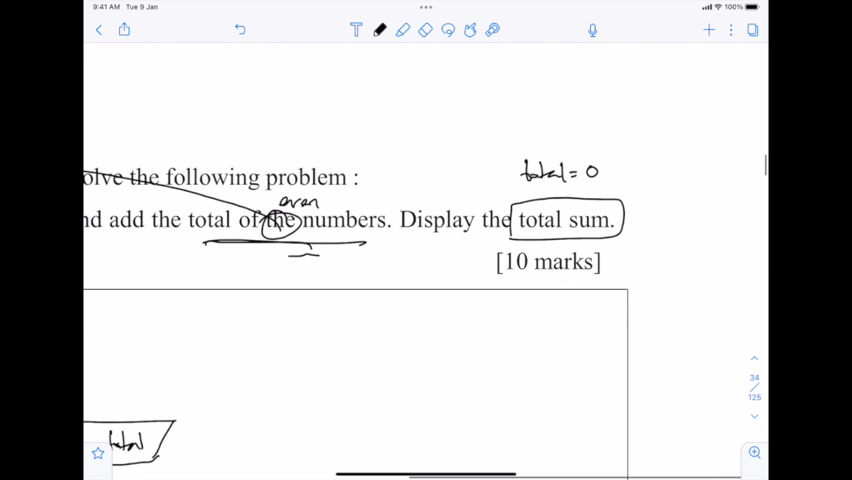 9:41 AM Tue 9 Jan
100%
olve the following problem :
total = 0
even
nd add the total of the numbers. Display the total sum.
[10 marks]
34
/
125
total